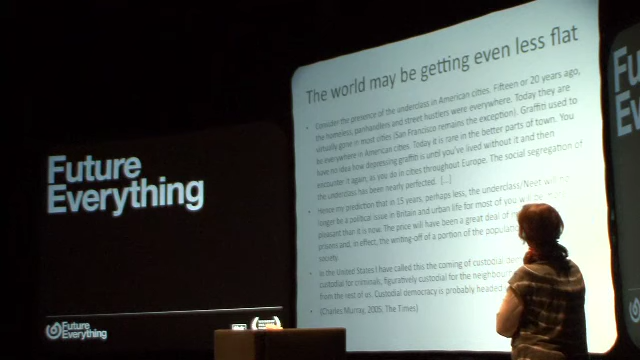 Future
Everything
Future
Everything
The world may be getting even less flat
• Consider the presence of the underclass in American cities. Fifteen or 20 years ago,
the homeless, panhandlers and street hustlers were everywhere. Today they are
virtually gone in most cities (San Francisco remains the exception). Graffiti used to
be everywhere in American cities. Today it is rare in the better parts of town. You
have no idea how depressing graffiti is until you've lived without it and then
encounter it again, as you do in cities throughout Europe. The social segregation of
the underclass has been nearly perfected. [...]
• Hence my prediction that in 15 years, perhaps less, the underclass/Neet will no
longer be a political issue in Britain and urban life for most of you will be more
pleasant than it is now. The price will have been a great deal of
prisons and, in effect, the writing-off of a portion of the population
society.
• In the United States I have called this the coming of custodial
custodial for criminals, figuratively custodial for the neighbour
from the rest of us. Custodial democracy is probably headed
• (Charles Murray, 2005, The Times)
Fu
Ev